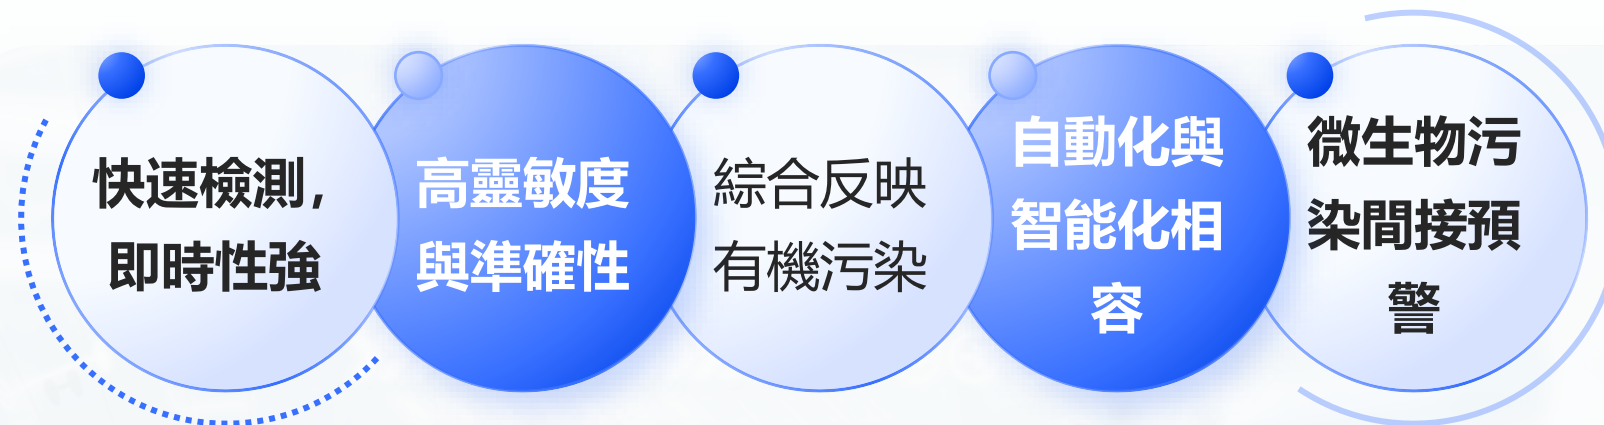 快速檢測，
即時性強
高靈敏度
與準確性
綜合反映
有機污染
自動化與
智能化相
容
微生物污
染間接預
警